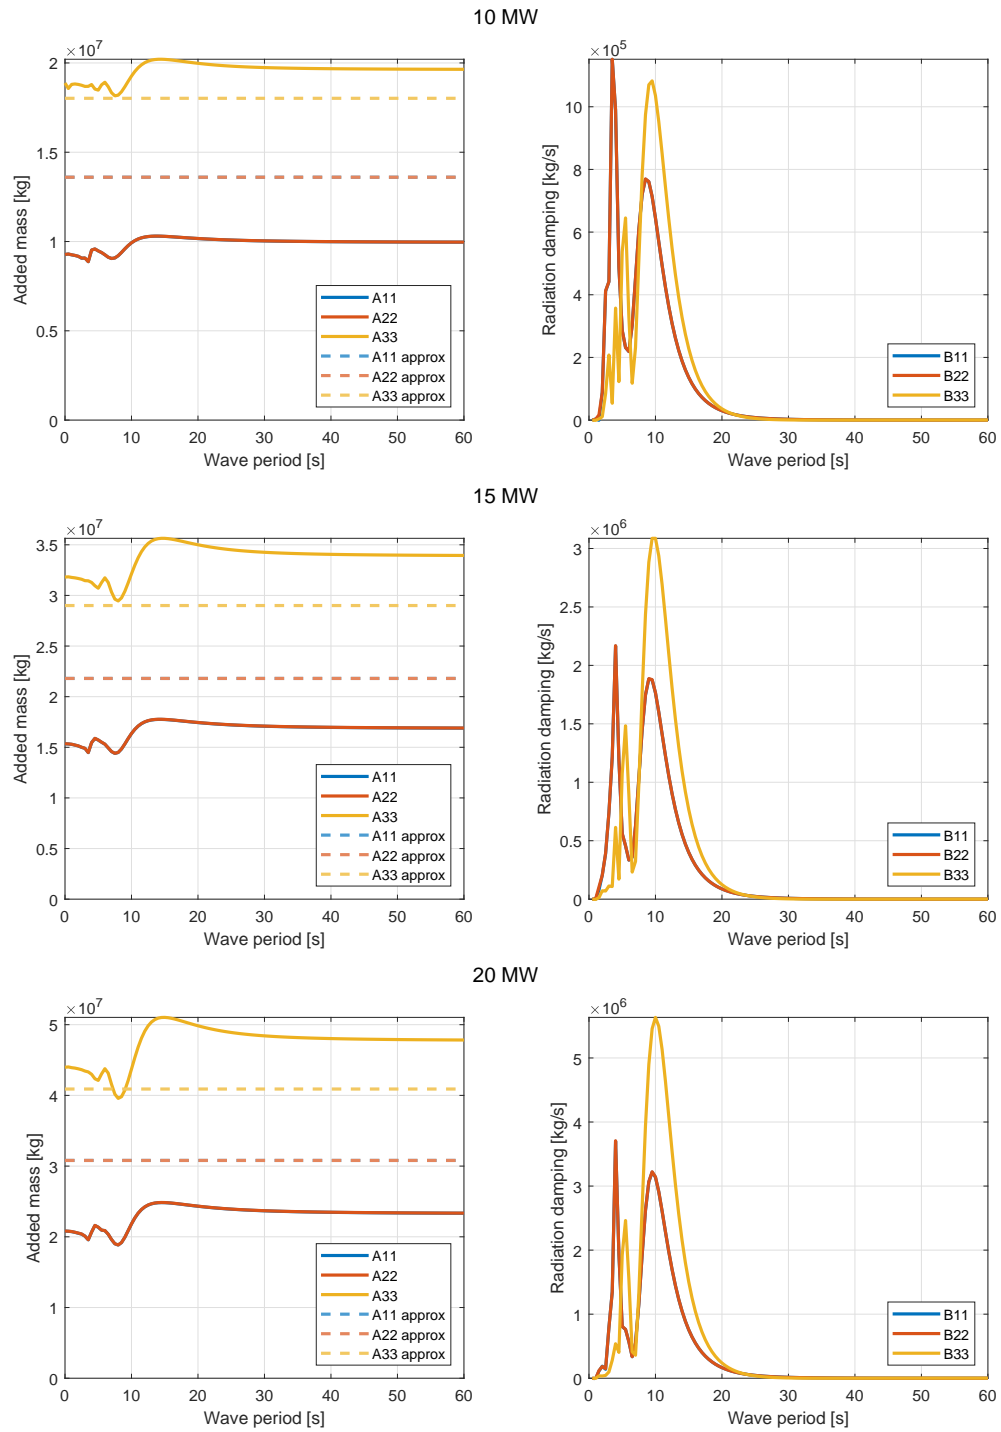 10 MW
×10^7
Added mass [kg]
2
1.5
1
0.5
0
0 10 20 30 40 50 60
Wave period [s]
A11
A22
A33
A11 approx
A22 approx
A33 approx
×10^5
Radiation damping [kg/s]
10
8
6
4
2
0
0 10 20 30 40 50 60
Wave period [s]
B11
B22
B33
15 MW
×10^7
Added mass [kg]
3.5
3
2.5
2
1.5
1
0.5
0
0 10 20 30 40 50 60
Wave period [s]
A11
A22
A33
A11 approx
A22 approx
A33 approx
×10^6
Radiation damping [kg/s]
3
2.5
2
1.5
1
0.5
0
0 10 20 30 40 50 60
Wave period [s]
B11
B22
B33
20 MW
×10^7
Added mass [kg]
5
4
3
2
1
0
0 10 20 30 40 50 60
Wave period [s]
A11
A22
A33
A11 approx
A22 approx
A33 approx
×10^6
Radiation damping [kg/s]
5
4
3
2
1
0
0 10 20 30 40 50 60
Wave period [s]
B11
B22
B33